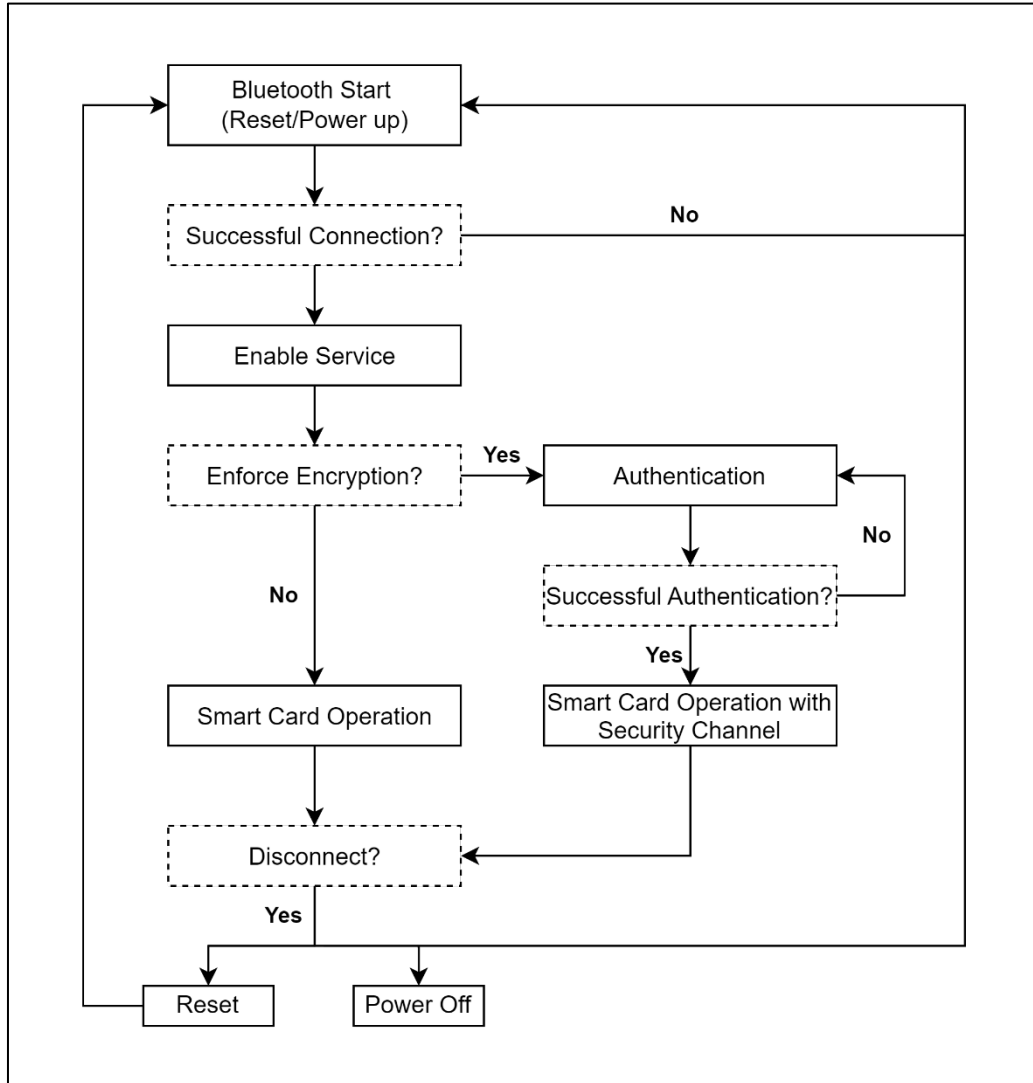 Bluetooth Start
(Reset/Power up)
No
Successful Connection?
Enable Service
Yes
Enforce Encryption?
Authentication
No
No
Successful Authentication?
Yes
Smart Card Operation
Smart Card Operation with
Security Channel
Disconnect?
Yes
Reset
Power Off